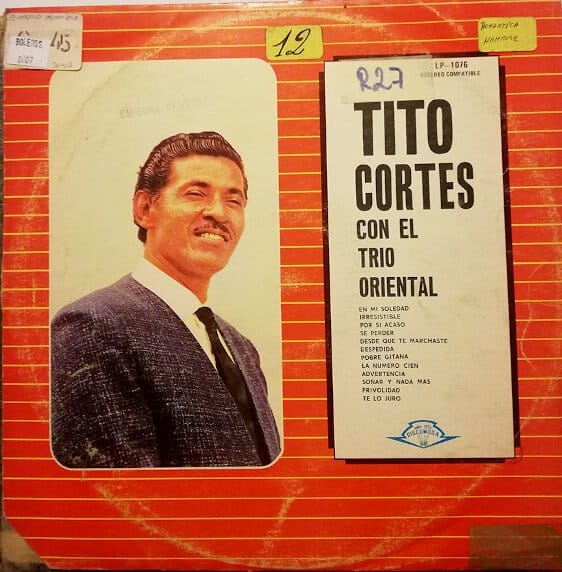 45
BOLEROS
0007
12
ROMANTICA
HOMBRE
R27
LP-1076
ESTEREO COMPATIBLE
TITO
CORTES
CON EL
TRIO
ORIENTAL
EN MI SOLEDAD
IRRESISTIBLE
POR SI ACASO
SE PERDER
DESDE QUE TE MARCHASTE
DESPEDIDA
POBRE GITANA
LA NUMERO CIEN
ADVERTENCIA
SOÑAR Y NADA MAS
FRIVOLIDAD
TE LO JURO
DISCOMODA